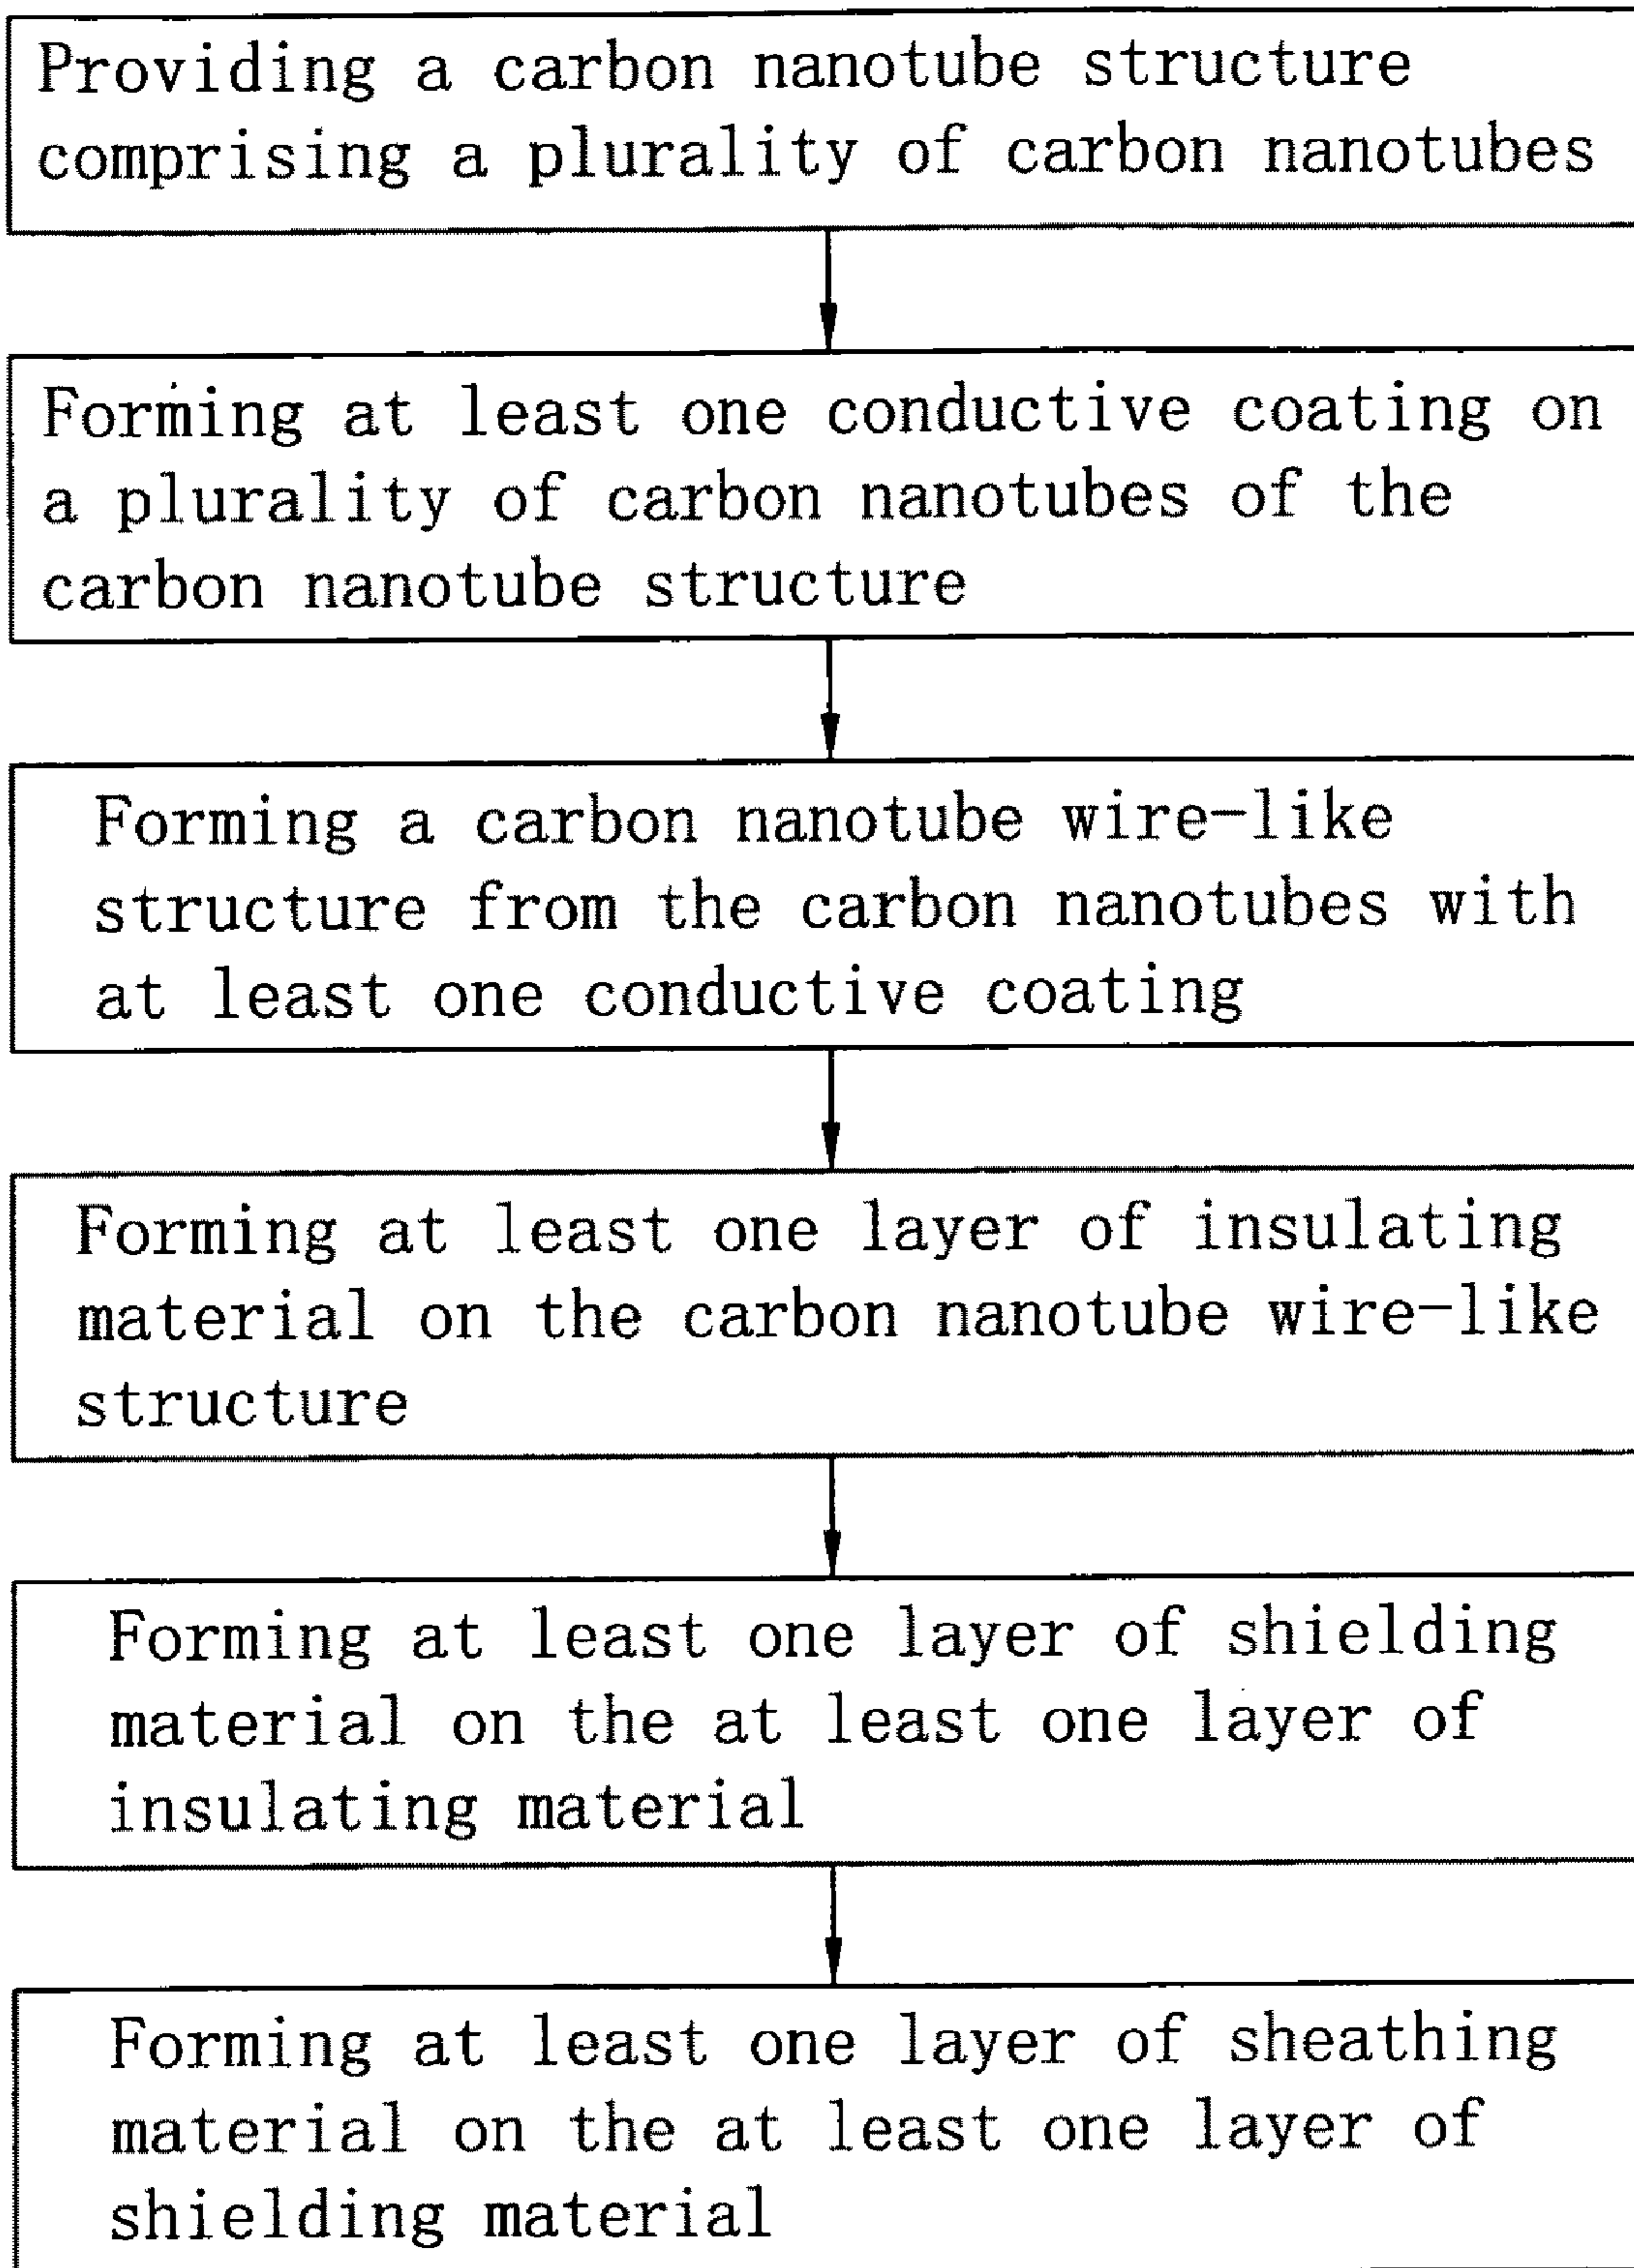 Providing a carbon nanotube structure
comprising a plurality of carbon nanotubes
Forming at least one conductive coating on
a plurality of carbon nanotubes of the
carbon nanotube structure
Forming a carbon nanotube wire-like
structure from the carbon nanotubes with
at least one conductive coating
Forming at least one layer of insulating
material on the carbon nanotube wire-like
structure
Forming at least one layer of shielding
material on the at least one layer of
insulating material
Forming at least one layer of sheathing
material on the at least one layer of
shielding material